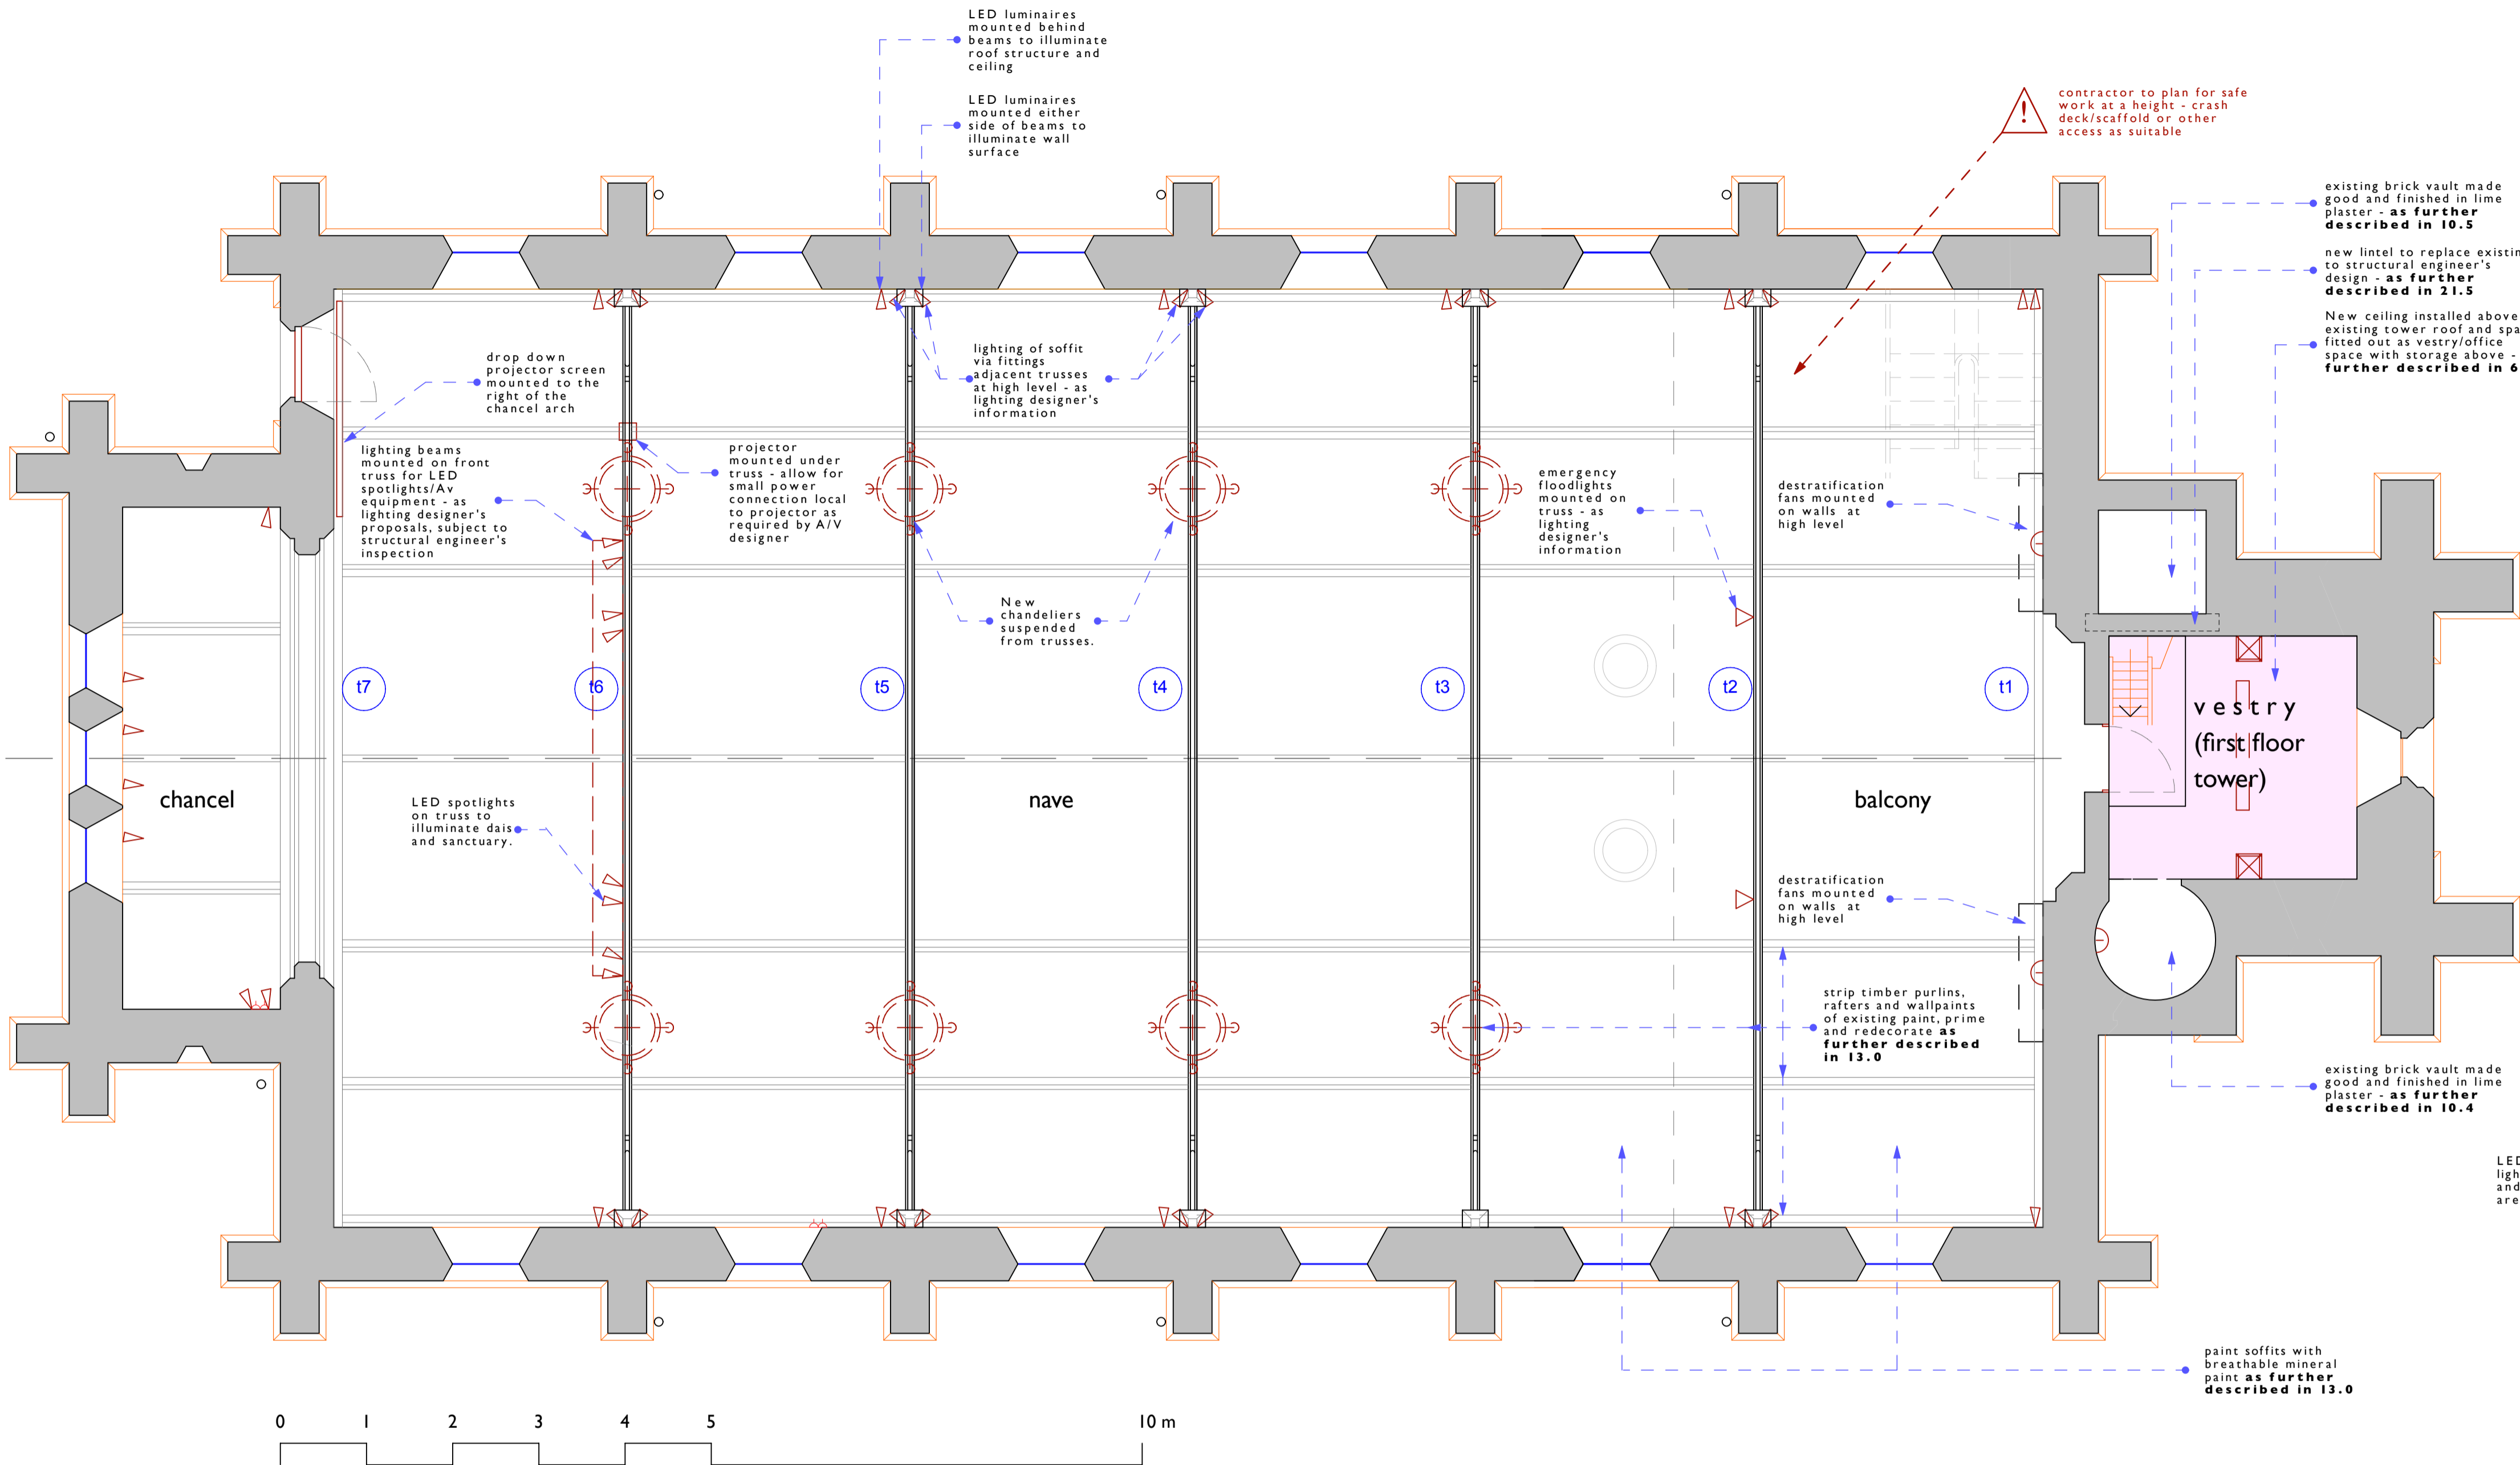 LED luminaires
mounted behind
beams to illuminate
roof structure and
ceiling
LED luminaires
mounted either
side of beams to
illuminate wall
surface
contractor to plan for safe
work at a height - crash
deck/scaffold or other
access as suitable
existing brick vault made
good and finished in lime
plaster - as further
described in 10.5
new lintel to replace existin
to structural engineer's
design - as further
described in 21.5
New ceiling installed above
existing tower roof and spa
fitted out as vestry/office
space with storage above -
further described in 6
drop down
projector screen
mounted to the
right of the
chancel arch
lighting of soffit
via fittings
adjacent trusses
at high level - as
lighting designer's
information
lighting beams
mounted on front
truss for LED
spotlights/Av
equipment - as
lighting designer's
proposals, subject to
structural engineer's
inspection
projector
mounted under
truss - allow for
small power
connection local
to projector as
required by A/V
designer
emergency
floodlights
mounted on
truss - as
lighting
designer's
information
destratification
fans mounted
on walls at
high level
New
chandeliers
suspended
from trusses.
t7
t6
t5
t4
t3
t2
t1
vestry
(first floor
tower)
chancel
nave
balcony
LED spotlights
on truss to
illuminate dais
and sanctuary.
destratification
fans mounted
on walls at
high level
strip timber purlins,
rafters and wallpaints
of existing paint, prime
and redecorate as
further described
in 13.0
existing brick vault made
good and finished in lime
plaster - as further
described in 10.4
LED
ligh
and
are
paint soffits with
breathable mineral
paint as further
described in 13.0
0 1 2 3 4 5 10 m